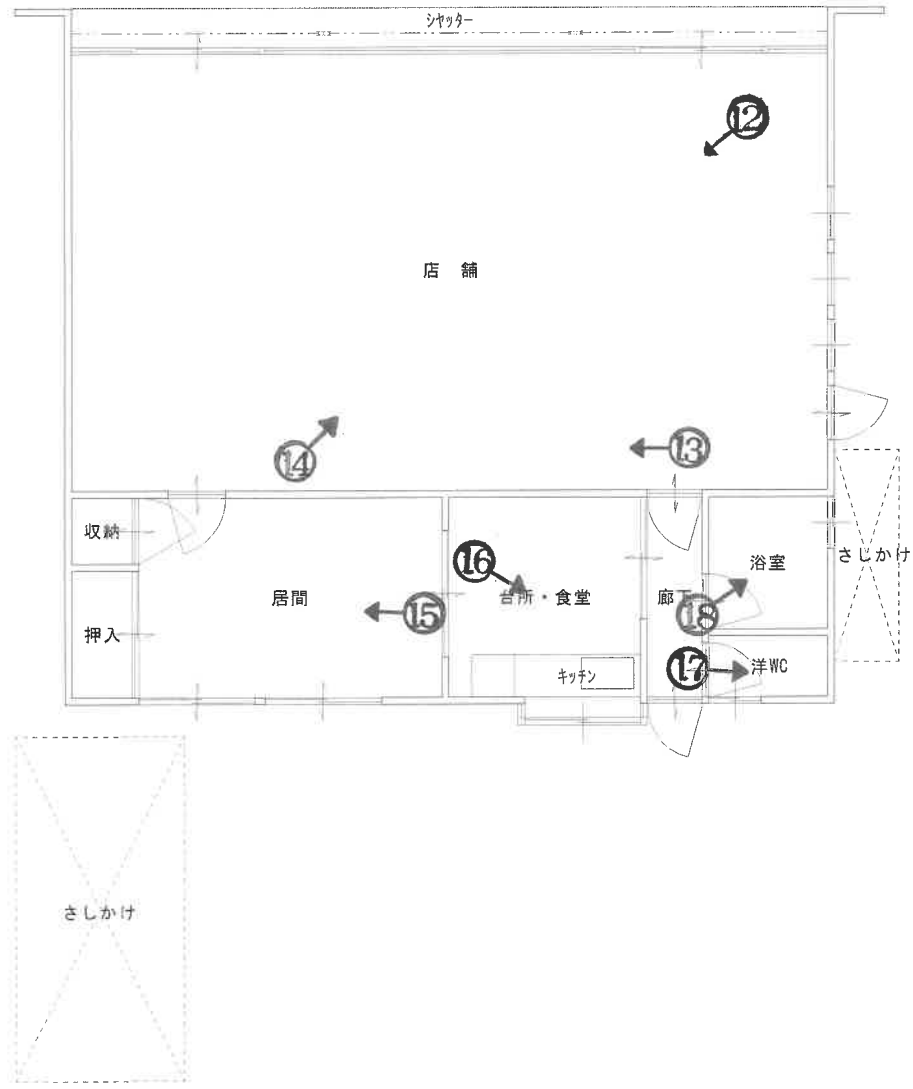 シャッター
⑫
店 舗
⑭
⑬
収納
居間
⑯
台所・食堂
廊下
浴室
さしかけ
押入
⑮
⑱
キッチン
⑰
洋WC
さしかけ